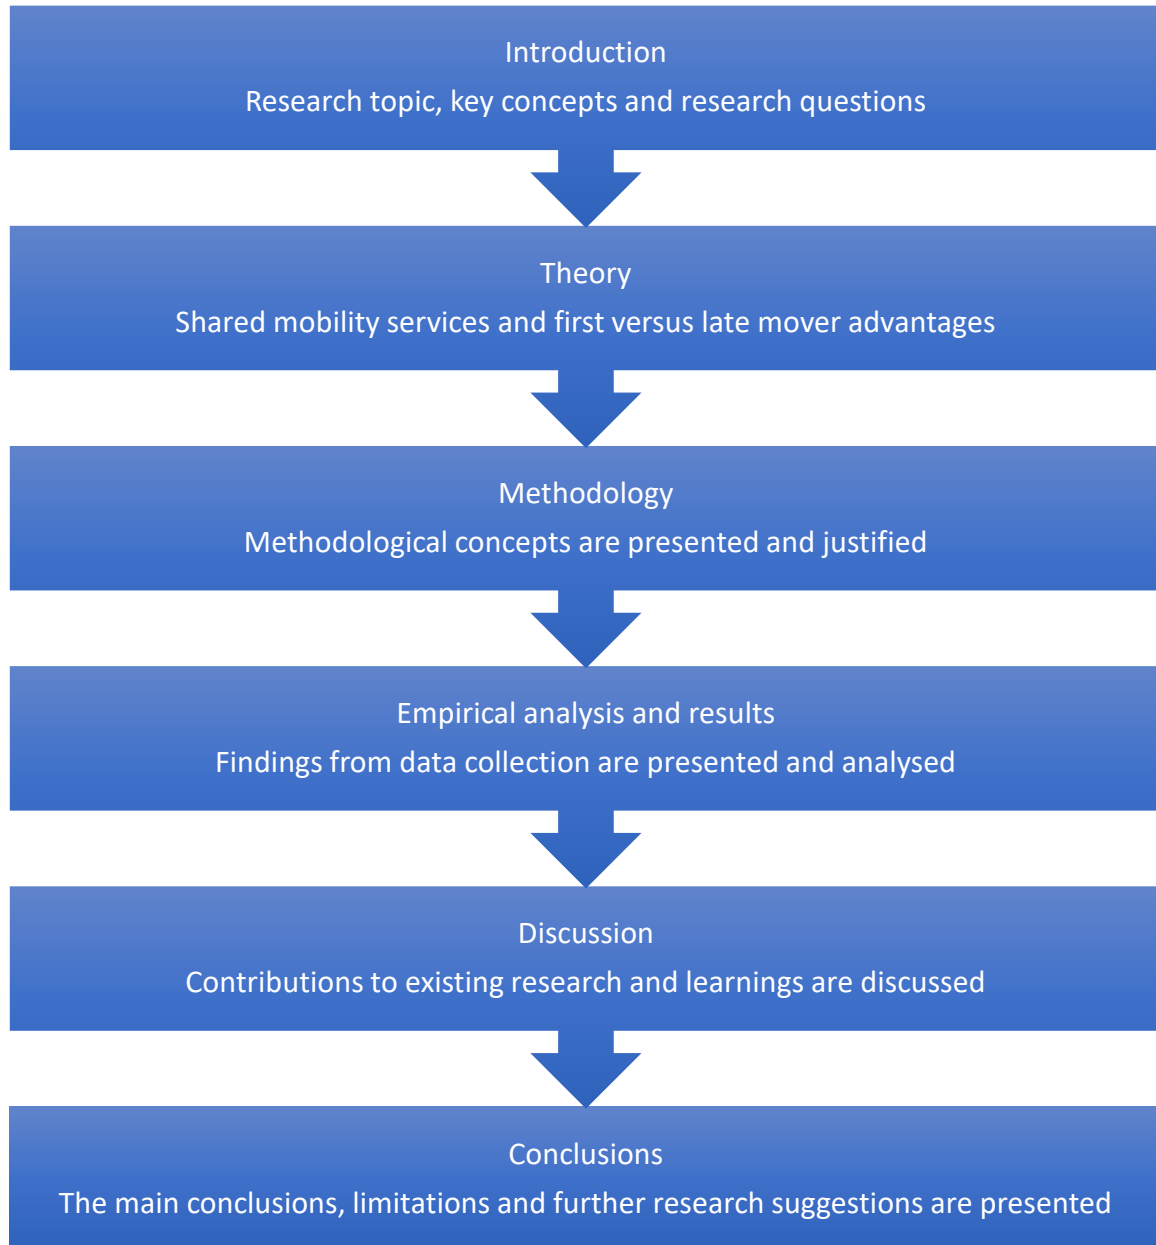 Introduction
Research topic, key concepts and research questions
Theory
Shared mobility services and first versus late mover advantages
Methodology
Methodological concepts are presented and justified
Empirical analysis and results
Findings from data collection are presented and analysed
Discussion
Contributions to existing research and learnings are discussed
Conclusions
The main conclusions, limitations and further research suggestions are presented